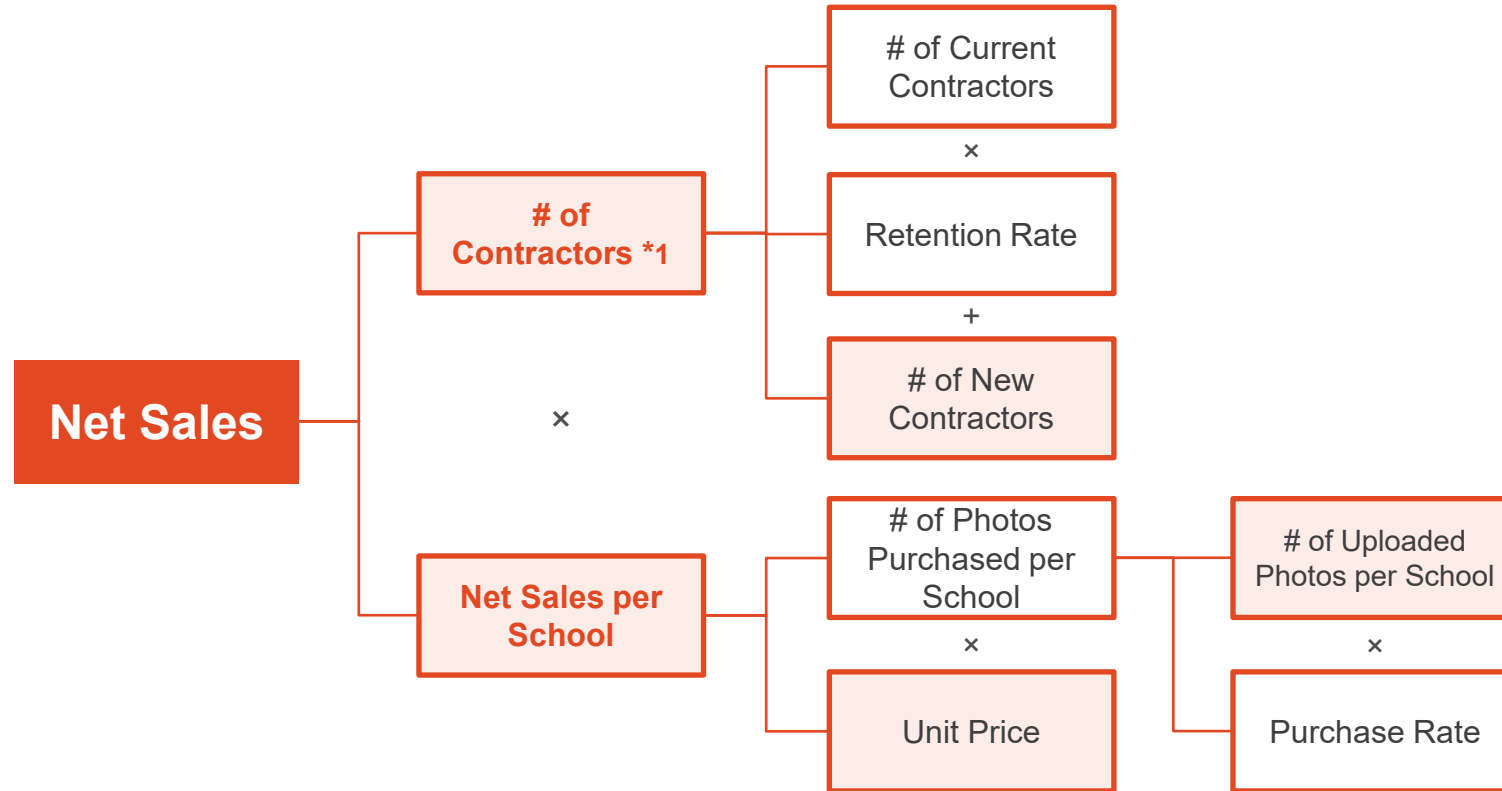 # of Current
Contractors
×
# of
Contractors *1
Retention Rate
+
# of New
Contractors
Net Sales
×
# of Photos
Purchased per
School
# of Uploaded
Photos per School
Net Sales per
School
×
×
Unit Price
Purchase Rate